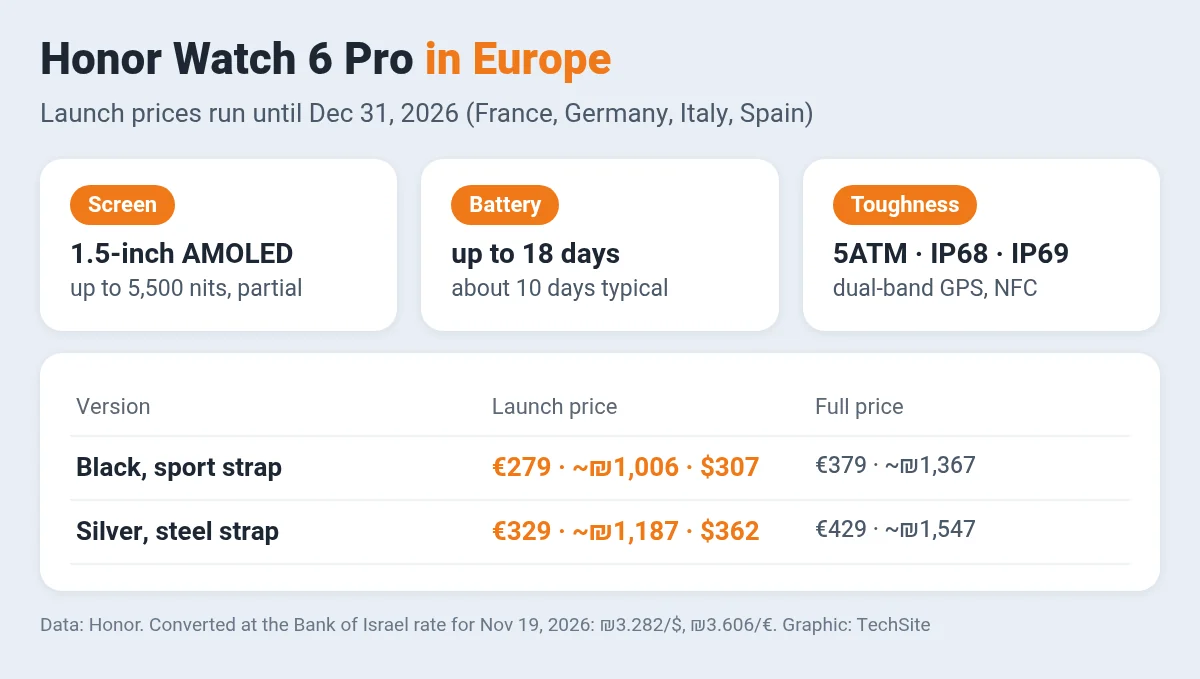 Honor Watch 6 Pro in Europe
Launch prices run until Dec 31, 2026 (France, Germany, Italy, Spain)
Screen
1.5-inch AMOLED
up to 5,500 nits, partial
Battery
up to 18 days
about 10 days typical
Toughness
5ATM · IP68 · IP69
dual-band GPS, NFC
Version Launch price Full price
Black, sport strap €279 · ~₪1,006 · $307 €379 · ~₪1,367
Silver, steel strap €329 · ~₪1,187 · $362 €429 · ~₪1,547
Data: Honor. Converted at the Bank of Israel rate for Nov 19, 2026: ₪3.282/$, ₪3.606/€. Graphic: TechSite